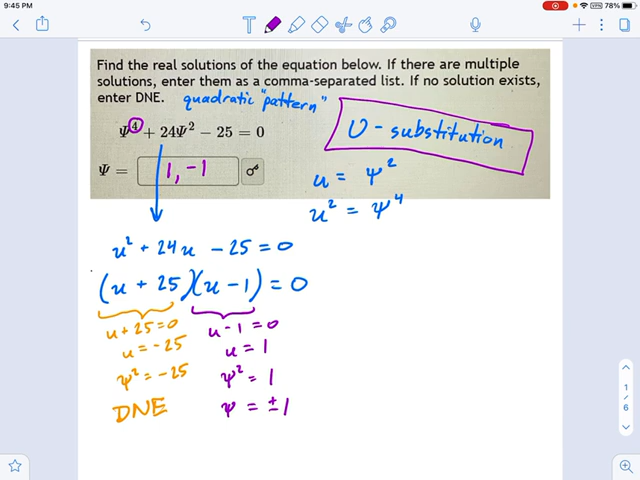 9:45 PM
VPN 78%
Find the real solutions of the equation below. If there are multiple
solutions, enter them as a comma-separated list. If no solution exists,
enter DNE.
quadratic "pattern"
Ψ⁴ + 24Ψ² − 25 = 0
U - substitution
Ψ = 1, -1
u = Ψ²
u² = Ψ⁴
u² + 24u - 25 = 0
(u + 25)(u - 1) = 0
u + 25 = 0
u = -25
Ψ² = -25
DNE
u - 1 = 0
u = 1
Ψ² = 1
Ψ = ± 1
1
/
6